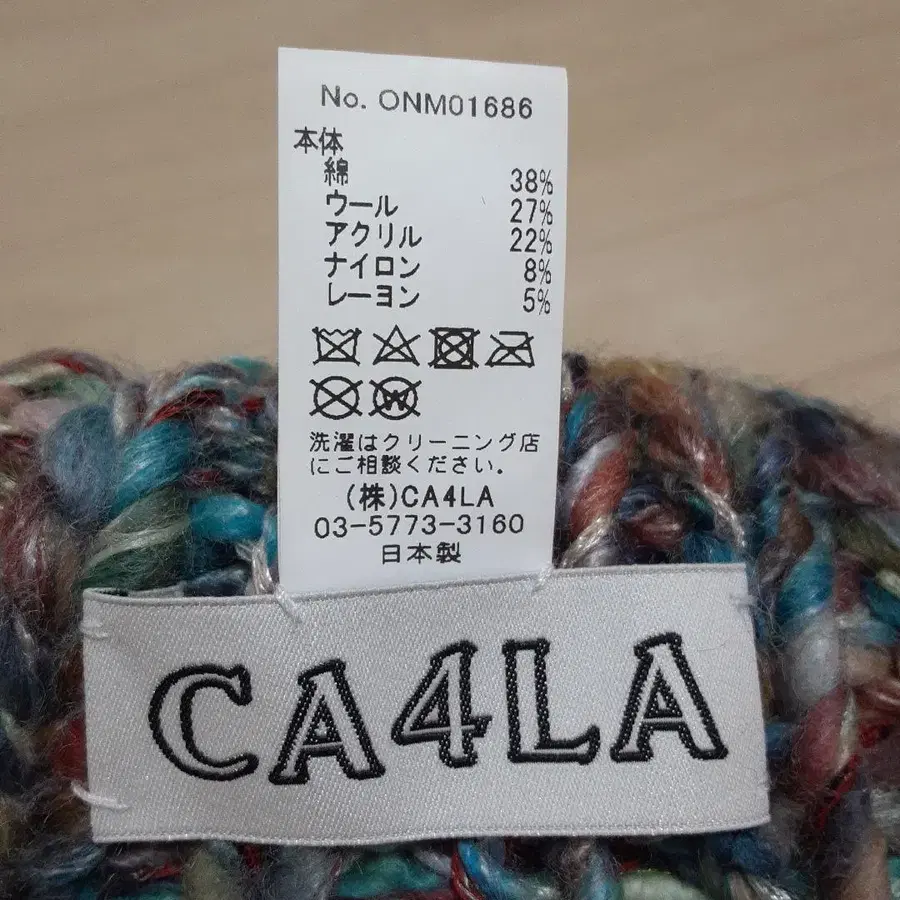 No. ONM01686
本体
綿 38%
ウール 27%
アクリル 22%
ナイロン 8%
レーヨン 5%
W
洗濯はクリーニング店
にご相談ください。
(株)CA4LA
03-5773-3160
日本製
CA4LA